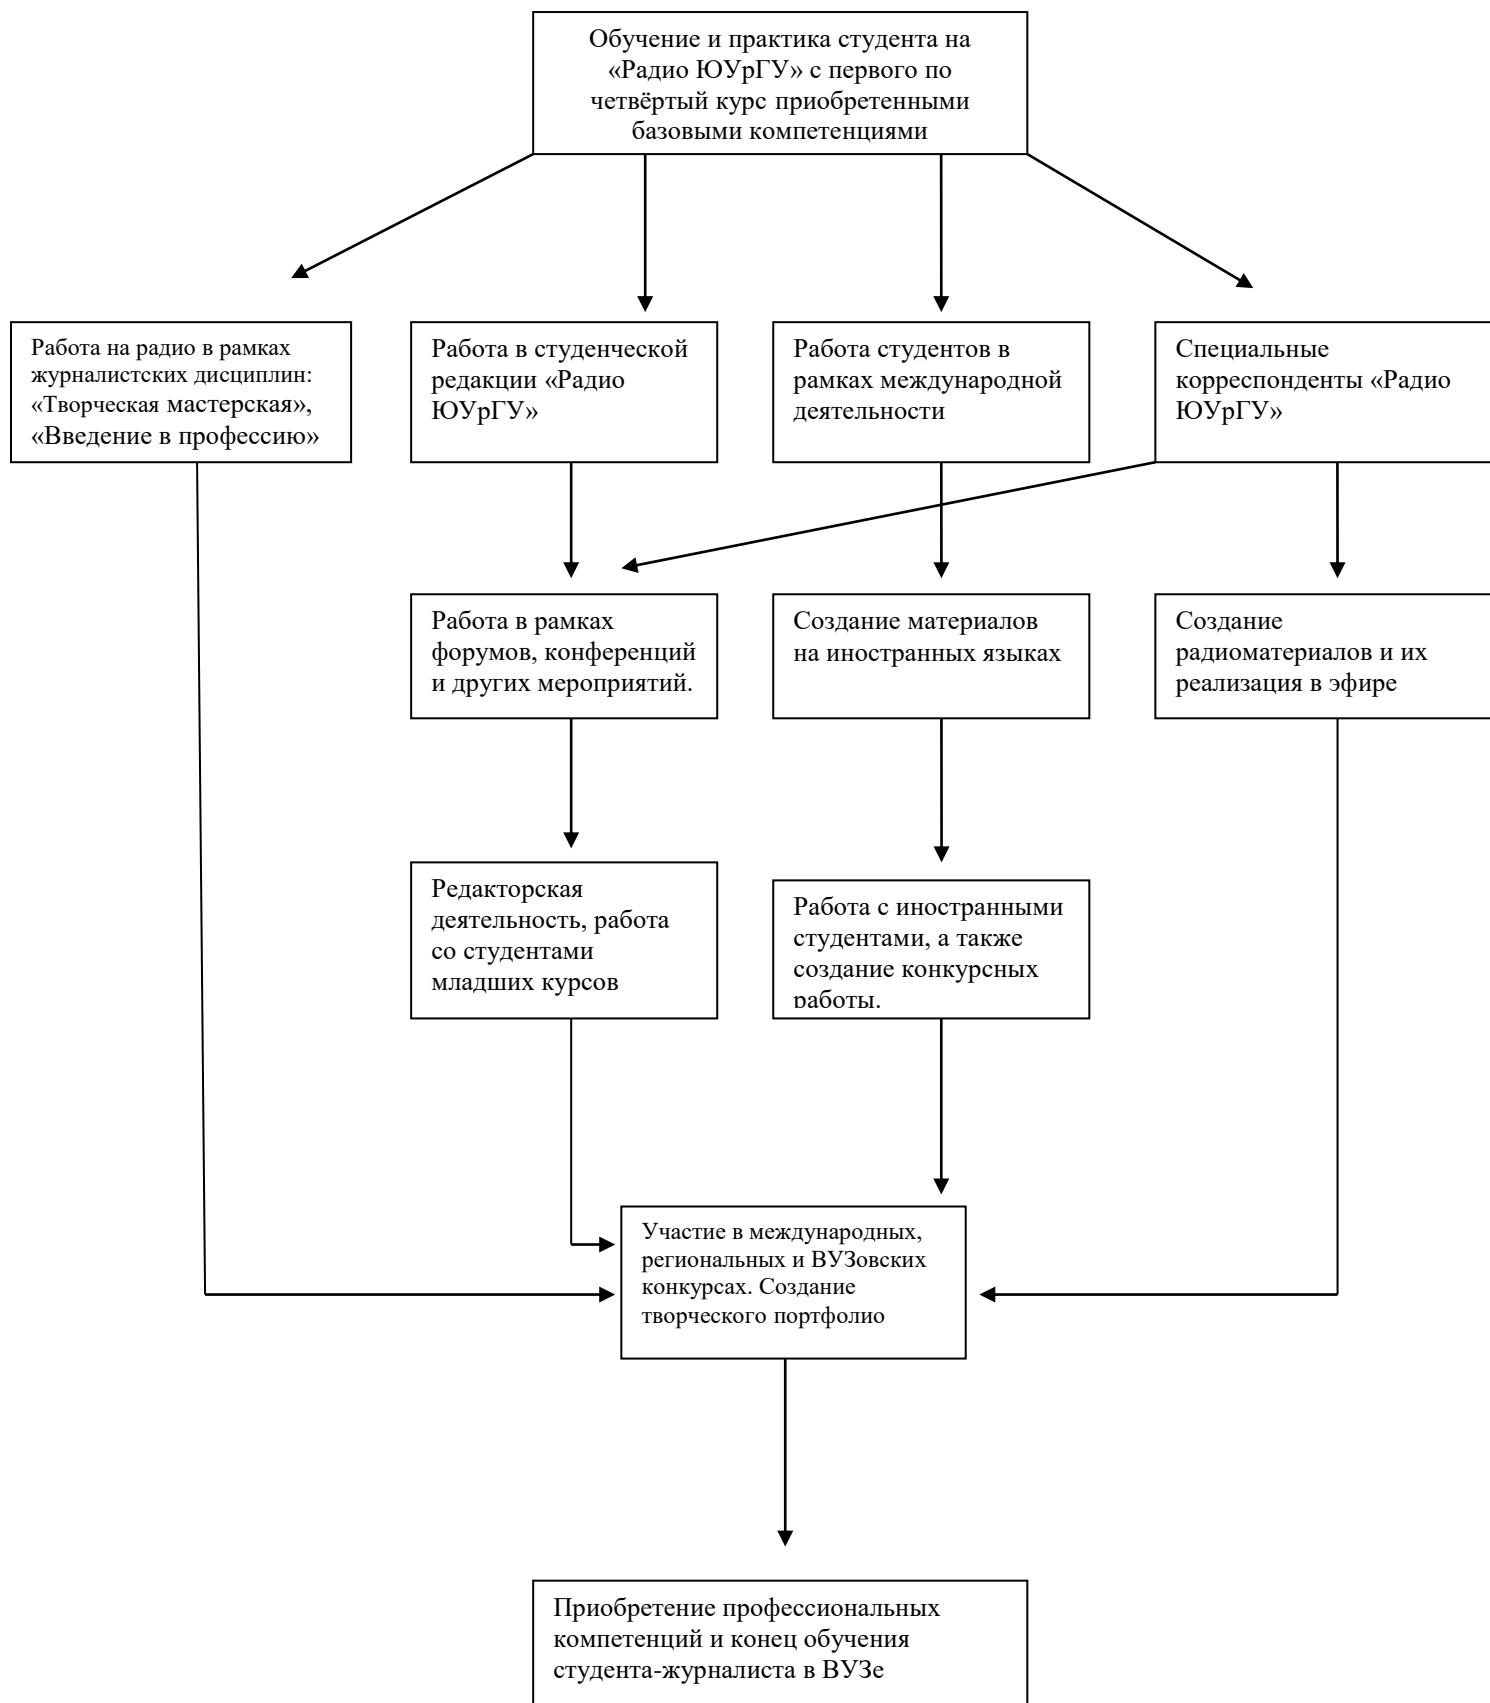 Обучение и практика студента на
«Радио ЮУрГУ» с первого по
четвёртый курс приобретенными
базовыми компетенциями
Работа на радио в рамках
журналистских дисциплин:
«Творческая мастерская»,
«Введение в профессию»
Работа в студенческой
редакции «Радио
ЮУрГУ»
Работа студентов в
рамках международной
деятельности
Специальные
корреспонденты «Радио
ЮУрГУ»
Работа в рамках
форумов, конференций
и других мероприятий.
Создание материалов
на иностранных языках
Создание
радиоматериалов и их
реализация в эфире
Редакторская
деятельность, работа
со студентами
младших курсов
Работа с иностранными
студентами, а также
создание конкурсных
работы.
Участие в международных,
региональных и ВУЗовских
конкурсах. Создание
творческого портфолио
Приобретение профессиональных
компетенций и конец обучения
студента-журналиста в ВУЗе